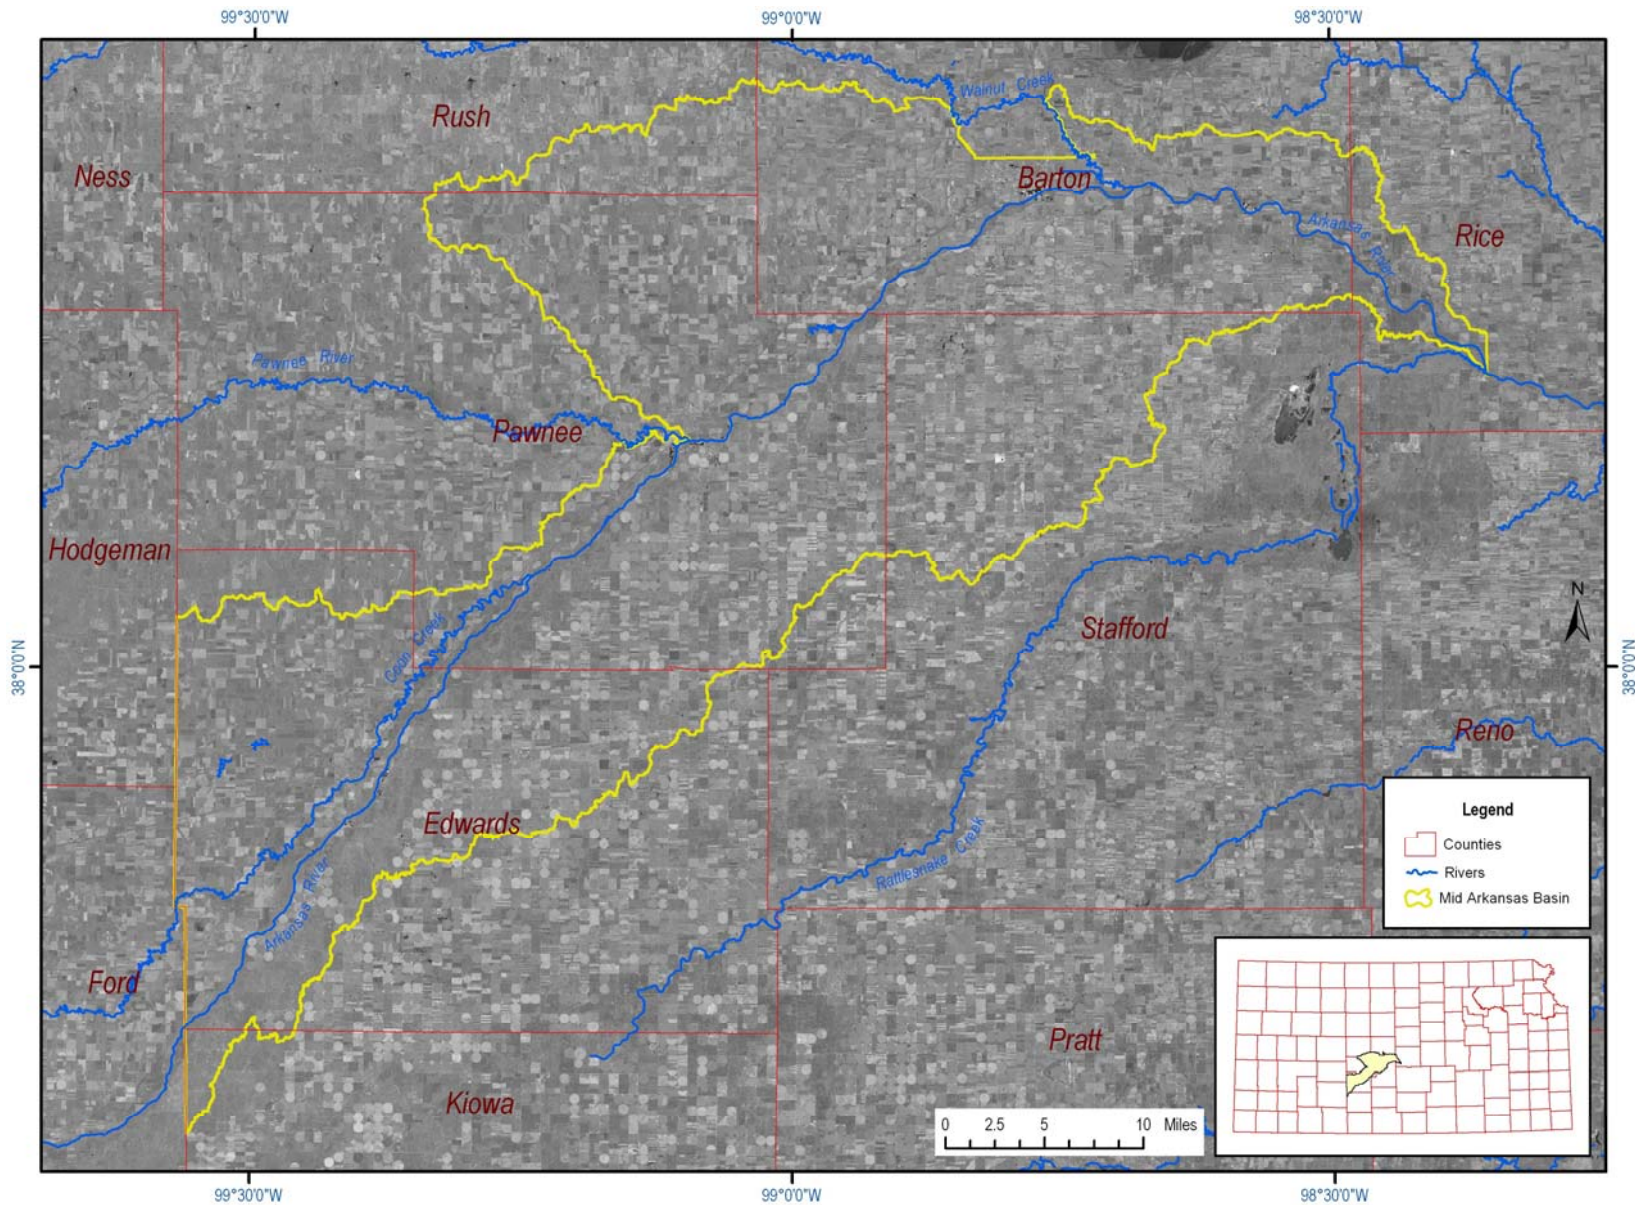 99°30'0"W
99°0'0"W
98°30'0"W
Walnut Creek
Rush
Ness
Barton
Arkansas River
Rice
Pawnee River
Pawnee
Hodgeman
Coon Creek
Stafford
38°0'0"N
38°0'0"N
N
Reno
Edwards
Rattlesnake Creek
Arkansas River
Ford
Kiowa
Pratt
Legend
Counties
Rivers
Mid Arkansas Basin
0 2.5 5 10 Miles
99°30'0"W
99°0'0"W
98°30'0"W